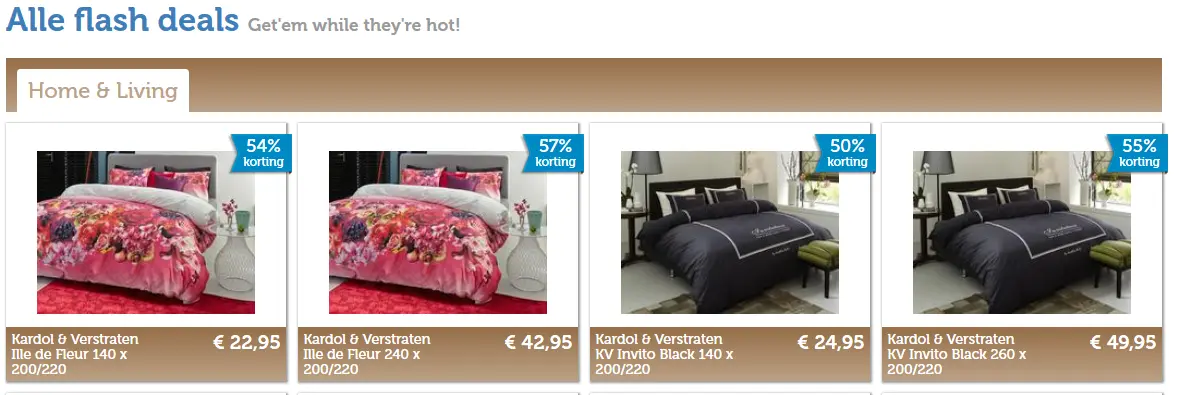 Alle flash deals Get'em while they're hot!
Home & Living
54%
korting
57%
korting
50%
korting
55%
korting
Kardol & Verstraten
Ille de Fleur 140 x
200/220
€ 22,95
Kardol & Verstraten
Ille de Fleur 240 x
200/220
€ 42,95
Kardol & Verstraten
KV Invito Black 140 x
200/220
€ 24,95
Kardol & Verstraten
KV Invito Black 260 x
200/220
€ 49,95